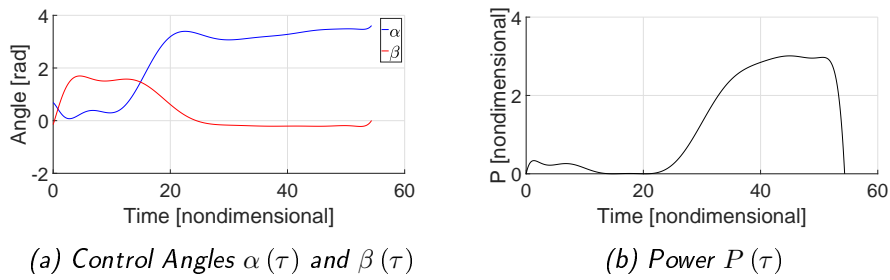 4
2
0
-2
Angle [rad]
α
β
0 20 40 60
Time [nondimensional]
(a) Control Angles α (τ) and β (τ)
4
2
0
P [nondimensional]
0 20 40 60
Time [nondimensional]
(b) Power P (τ)